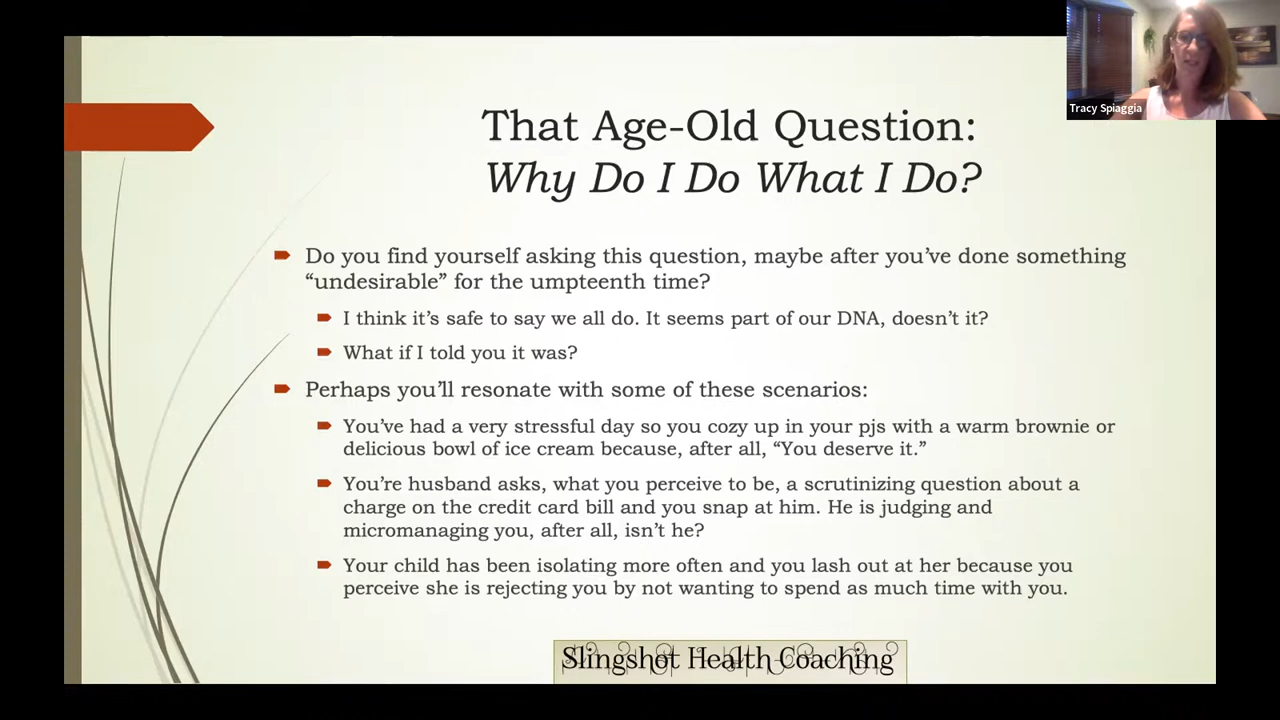 Tracy Spiaggia
That Age-Old Question:
Why Do I Do What I Do?
Do you find yourself asking this question, maybe after you’ve done something
“undesirable” for the umpteenth time?
I think it’s safe to say we all do. It seems part of our DNA, doesn’t it?
What if I told you it was?
Perhaps you’ll resonate with some of these scenarios:
You’ve had a very stressful day so you cozy up in your pjs with a warm brownie or
delicious bowl of ice cream because, after all, “You deserve it.”
You’re husband asks, what you perceive to be, a scrutinizing question about a
charge on the credit card bill and you snap at him. He is judging and
micromanaging you, after all, isn’t he?
Your child has been isolating more often and you lash out at her because you
perceive she is rejecting you by not wanting to spend as much time with you.
Slingshot Health Coaching